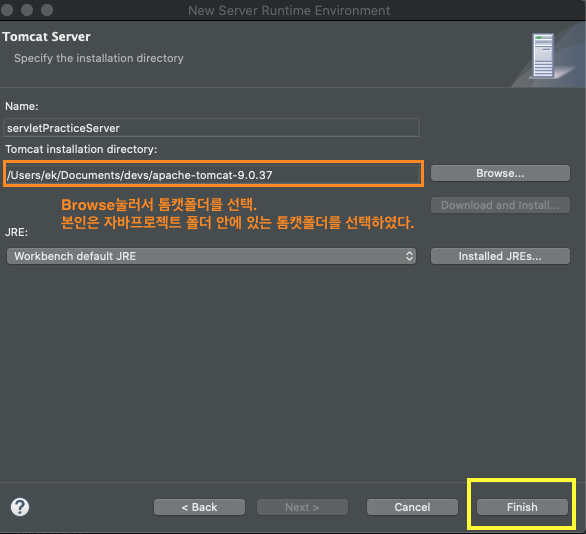 New Server Runtime Environment
Tomcat Server
Specify the installation directory
Name:
servletPracticeServer
Tomcat installation directory:
/Users/ek/Documents/devs/apache-tomcat-9.0.37
Browse...
Browse눌러서 톰캣폴더를 선택.
Download and Install...
본인은 자바프로젝트 폴더 안에 있는 톰캣폴더를 선택하였다.
JRE:
Workbench default JRE
Installed JREs...
?
< Back
Next >
Cancel
Finish